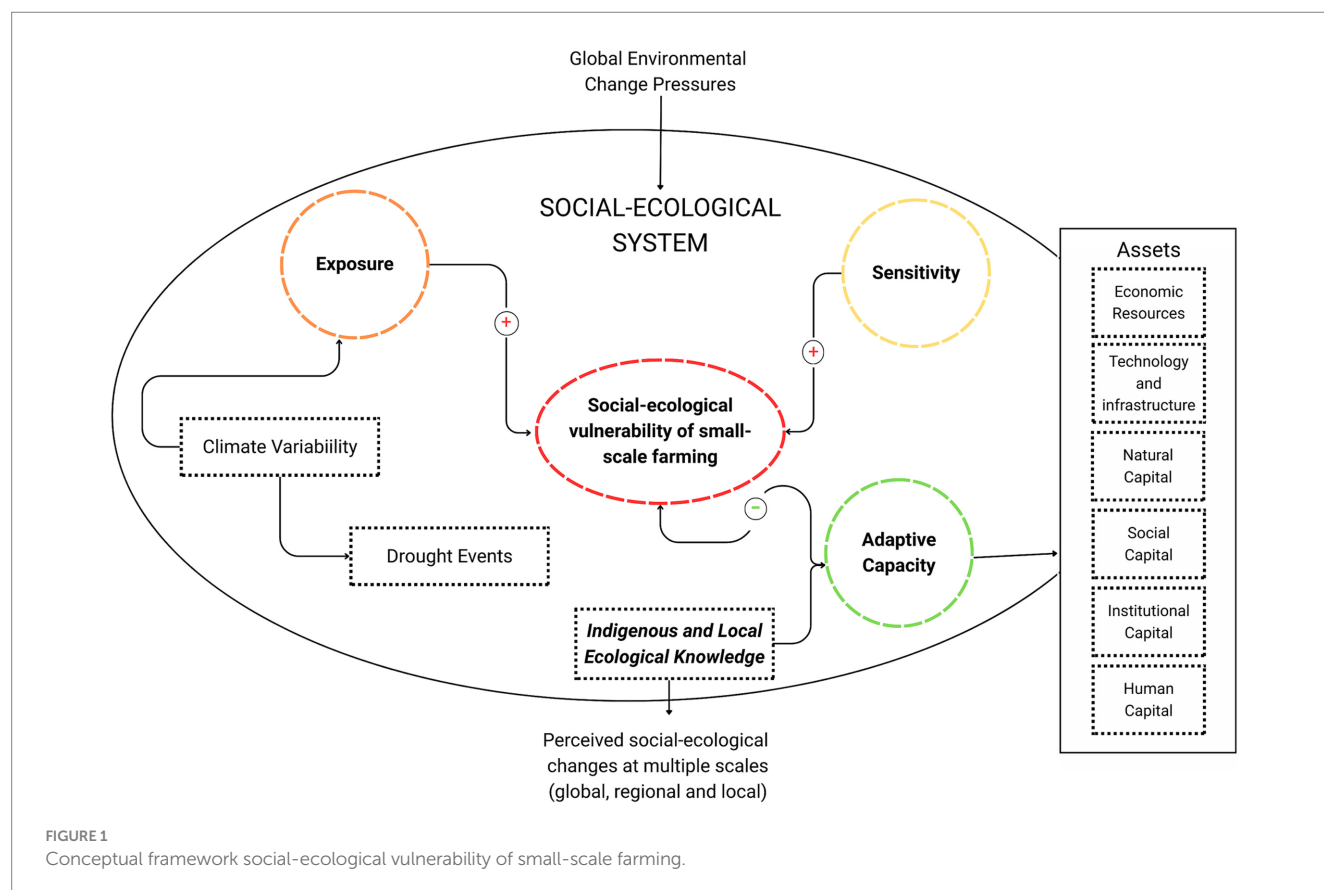 Global Environmental
Change Pressures
SOCIAL-ECOLOGICAL
SYSTEM
Exposure
+
Sensitivity
+
Social-ecological
vulnerability of small-
scale farming
Climate Variabiility
Drought Events
−
Adaptive
Capacity
Indigenous and Local
Ecological Knowledge
Perceived social-ecological
changes at multiple scales
(global, regional and local)
Assets
Economic
Resources
Technology
and
infrastructure
Natural
Capital
Social
Capital
Institutional
Capital
Human
Capital
FIGURE 1
Conceptual framework social-ecological vulnerability of small-scale farming.